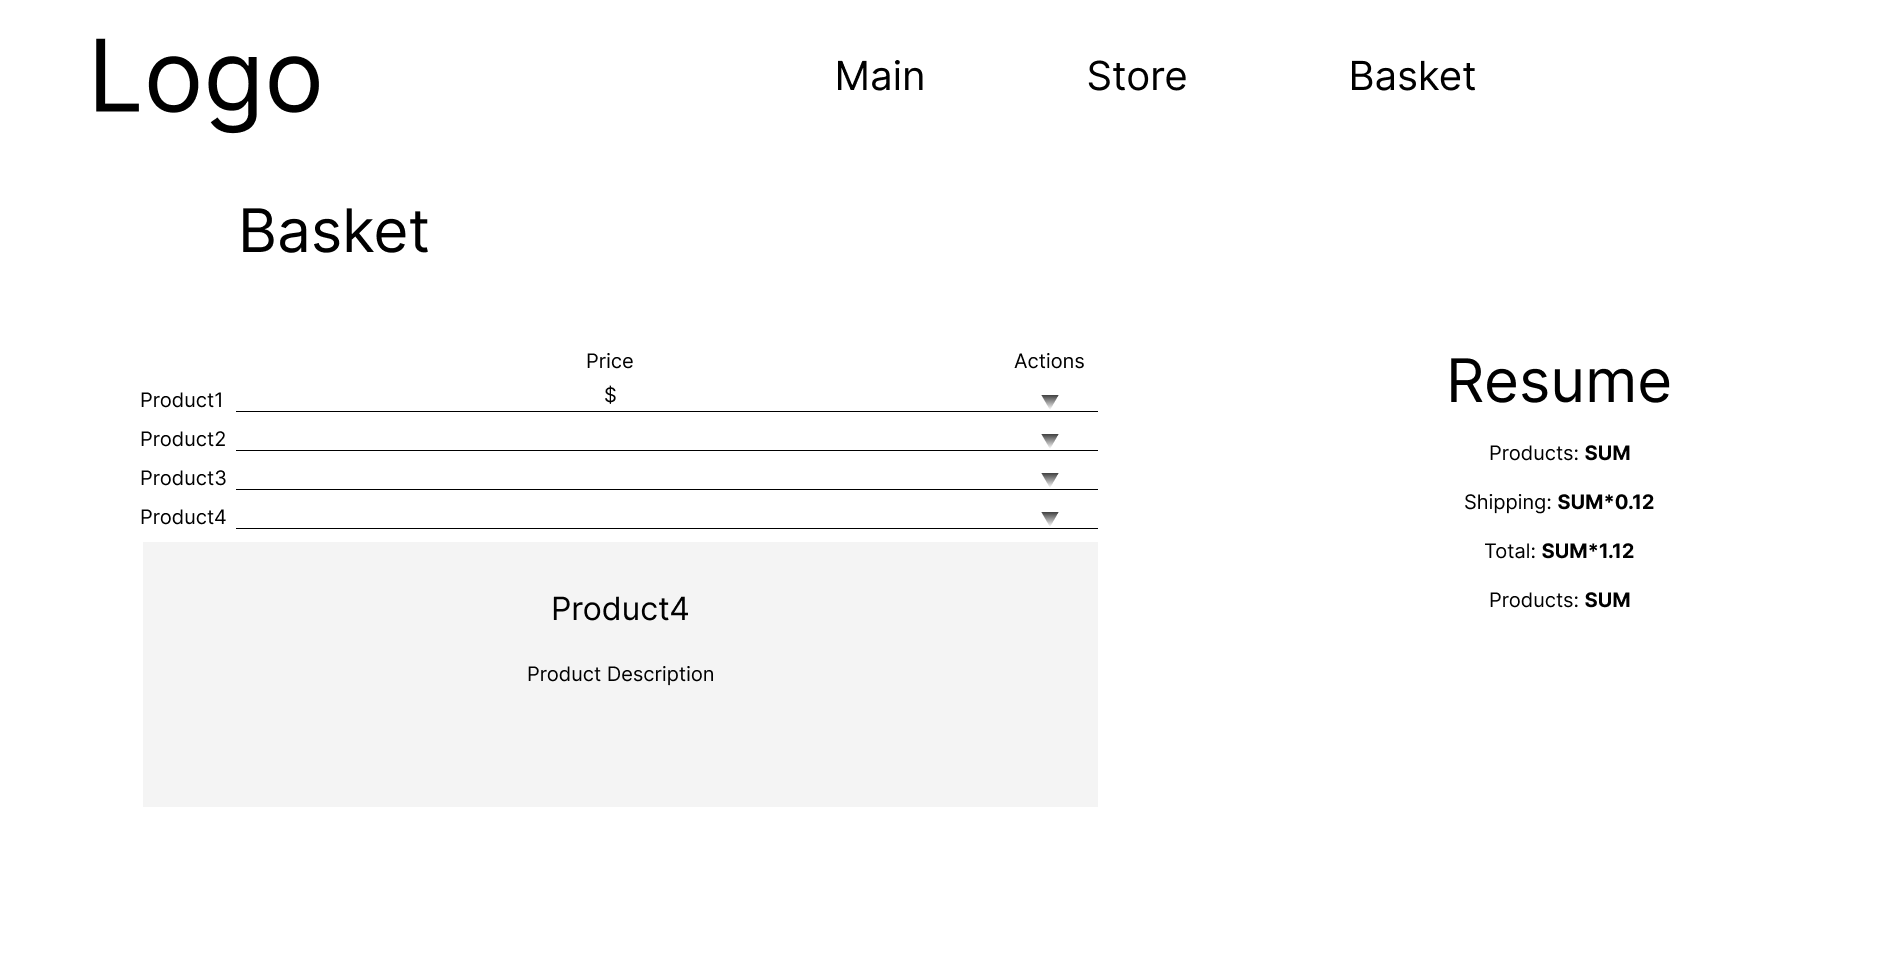 Logo
Main Store Basket
Basket
Price Actions
Product1 $
Product2
Product3
Product4
Product4
Product Description
Resume
Products: SUM
Shipping: SUM*0.12
Total: SUM*1.12
Products: SUM